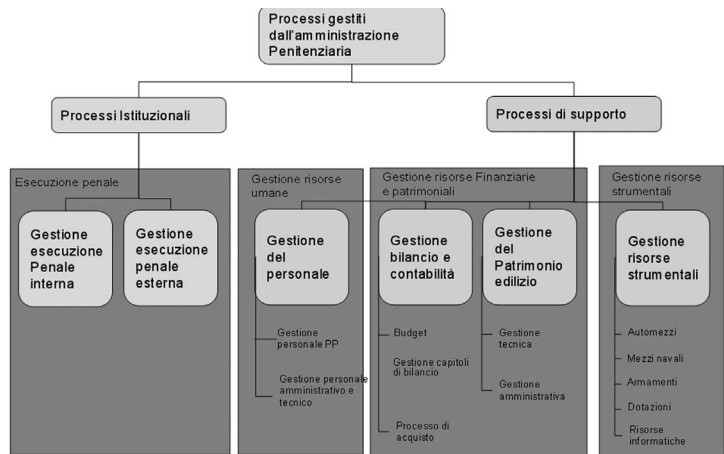 Processi gestiti
dall'amministrazione
Penitenziaria
Processi Istituzionali
Processi di supporto
Esecuzione penale
Gestione
esecuzione
Penale
interna
Gestione
esecuzione
penale
esterna
Gestione risorse
umane
Gestione
del
personale
Gestione
personale PP
Gestione personale
amministrativo e
tecnico
Gestione risorse Finanziarie
e patrimoniali
Gestione
bilancio e
contabilità
Budget
Gestione capitoli
di bilancio
Processo di
acquisto
Gestione
del
Patrimonio
edilizio
Gestione
tecnica
Gestione
amministrativa
Gestione risorse
strumentali
Gestione
risorse
strumentali
Automezzi
Mezzi navali
Armamenti
Dotazioni
Risorse
informatiche